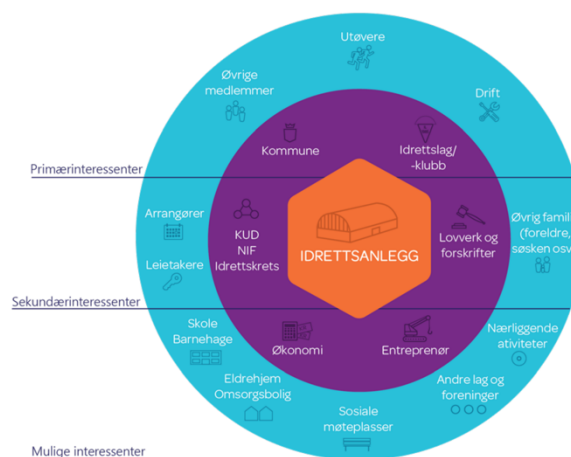 Utøvere
Øvrige
medlemmer
Drift
Kommune
Idrettslag/
-klubb
Primærinteressenter
Arrangører
KUD
NIF
Idrettskrets
IDRETTSANLEGG
Lovverk og
forskrifter
Øvrig famil
(foreldre,
søsken osv
Leietakere
Sekundærinteressenter
Skole
Barnehage
Økonomi
Entreprenør
Nærliggende
ativiteter
Eldrehjem
Omsorgsbolig
Sosiale
møteplasser
Andre lag og
foreninger
Mulige interessenter